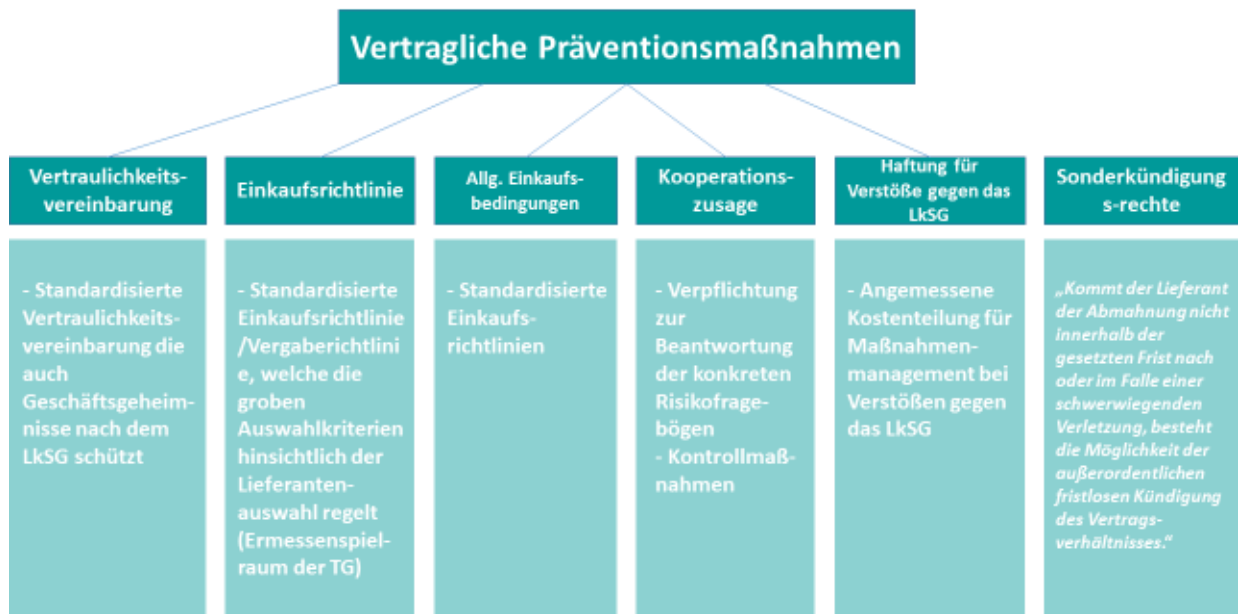 Vertragliche Präventionsmaßnahmen
Vertraulichkeits-
vereinbarung
- Standardisierte
Vertraulichkeits-
vereinbarung die
auch
Geschäftsgeheim-
nisse nach dem
LkSG schützt
Einkaufsrichtlinie
- Standardisierte
Einkaufsrichtlinie
/Vergaberichtlini
e, welche die
groben
Auswahlkriterien
hinsichtlich der
Lieferanten-
auswahl regelt
(Ermessenspiel-
raum der TG)
Allg. Einkaufs-
bedingungen
- Standardisierte
Einkaufs-
richtlinien
Kooperations-
zusage
- Verpflichtung
zur
Beantwortung
der konkreten
Risikofrage-
bögen
- Kontrollmaß-
nahmen
Haftung für
Verstöße gegen das
LkSG
- Angemessene
Kostenteilung für
Maßnahmen-
management bei
Verstößen gegen
das LkSG
Sonderkündigung
s-rechte
„Kommt der Lieferant
der Abmahnung nicht
innerhalb der
gesetzten Frist nach
oder im Falle einer
schwerwiegenden
Verletzung, besteht
die Möglichkeit der
außerordentlichen
fristlosen Kündigung
des Vertrags-
verhältnisses.“